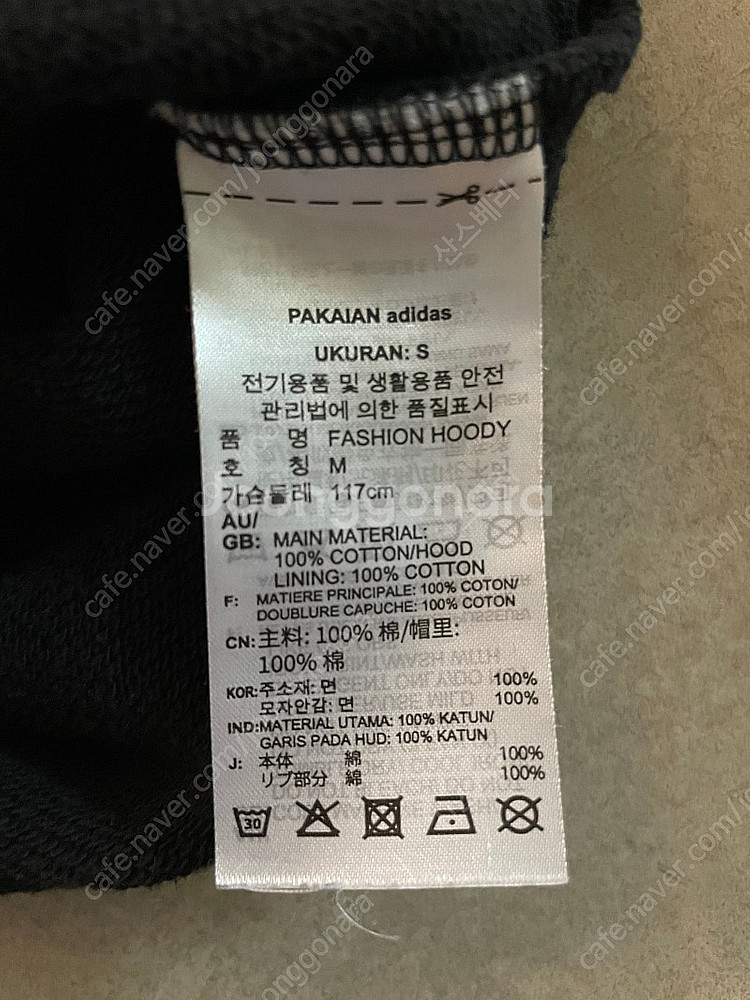 PAKAIAN adidas
UKURAN: S
전기용품 및 생활용품 안전
관리법에 의한 품질표시
품 명 FASHION HOODY
호 칭 M
가슴둘레 117cm
AU/
GB: MAIN MATERIAL:
100% COTTON/HOOD
LINING: 100% COTTON
F: MATIERE PRINCIPALE: 100% COTON/
DOUBLURE CAPUCHE: 100% COTON
CN: 主料: 100% 棉/帽里:
100% 棉
KOR: 주소재: 면 100%
모자안감: 면 100%
IND: MATERIAL UTAMA: 100% KATUN/
GARIS PADA HUD: 100% KATUN
J: 本体 綿 100%
リブ部分 綿 100%
30
Joonggonara
산스베리
cafe.naver.com/joonggonara